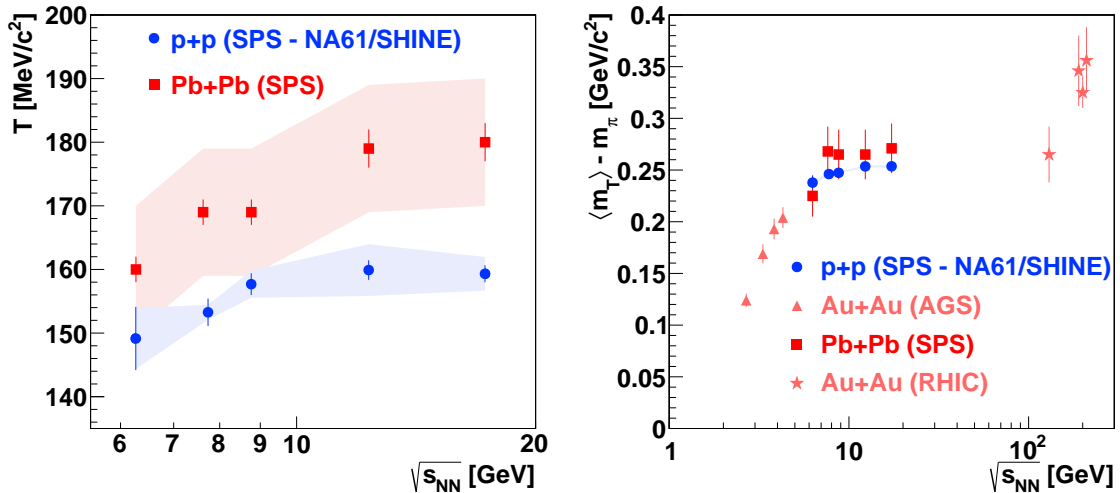 T [MeV/c²]
200
190
180
170
160
150
140
p+p (SPS - NA61/SHINE)
Pb+Pb (SPS)
6 7 8 9 10 20
√s_NN [GeV]
⟨m_T⟩ - m_π [GeV/c²]
0.4
0.35
0.3
0.25
0.2
0.15
0.1
0.05
0
p+p (SPS - NA61/SHINE)
Au+Au (AGS)
Pb+Pb (SPS)
Au+Au (RHIC)
1 10 10²
√s_NN [GeV]